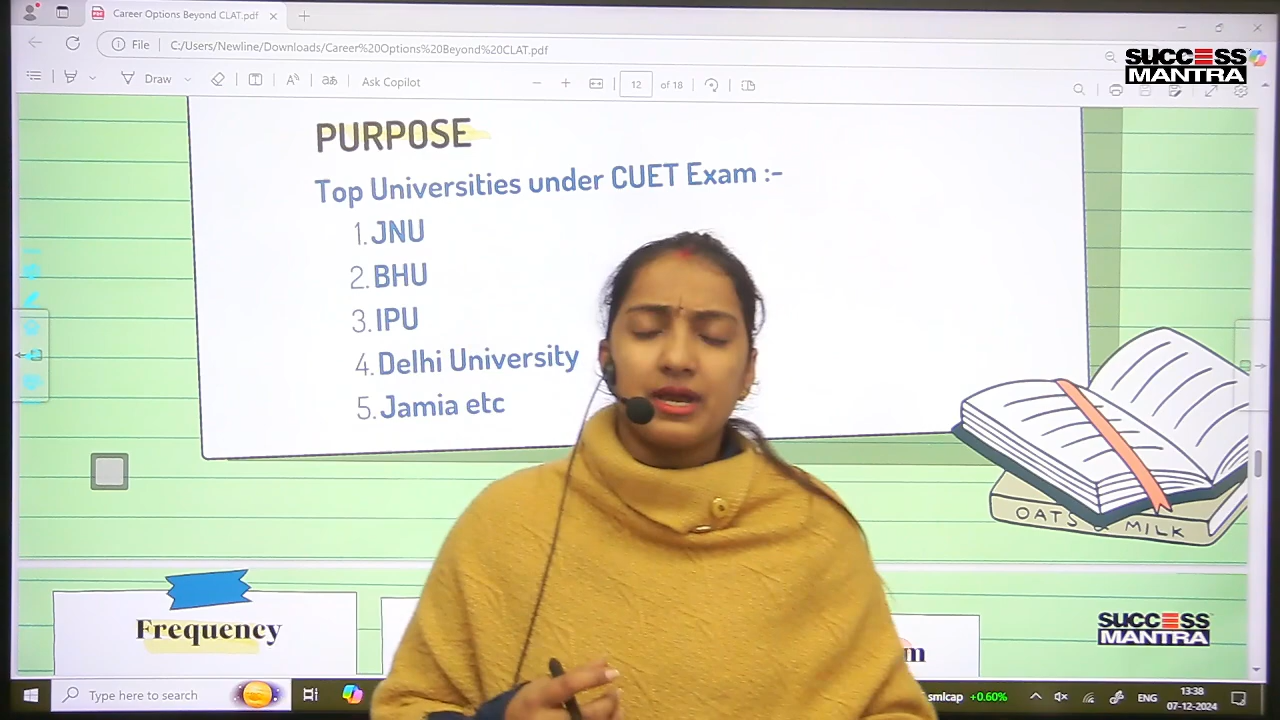 Career Options Beyond CLAT.pdf
File C:/Users/Newline/Downloads/Career%20Options%20Beyond%20CLAT.pdf
SUCCESS
MANTRA
Draw
Ask Copilot
12 of 18
PURPOSE
Top Universities under CUET Exam :-
1. JNU
2. BHU
3. IPU
4. Delhi University
5. Jamia etc
OATS & MILK
Frequency
SUCCESS
MANTRA
Type here to search
smlcap +0.60%
ENG
13:38
07-12-2024